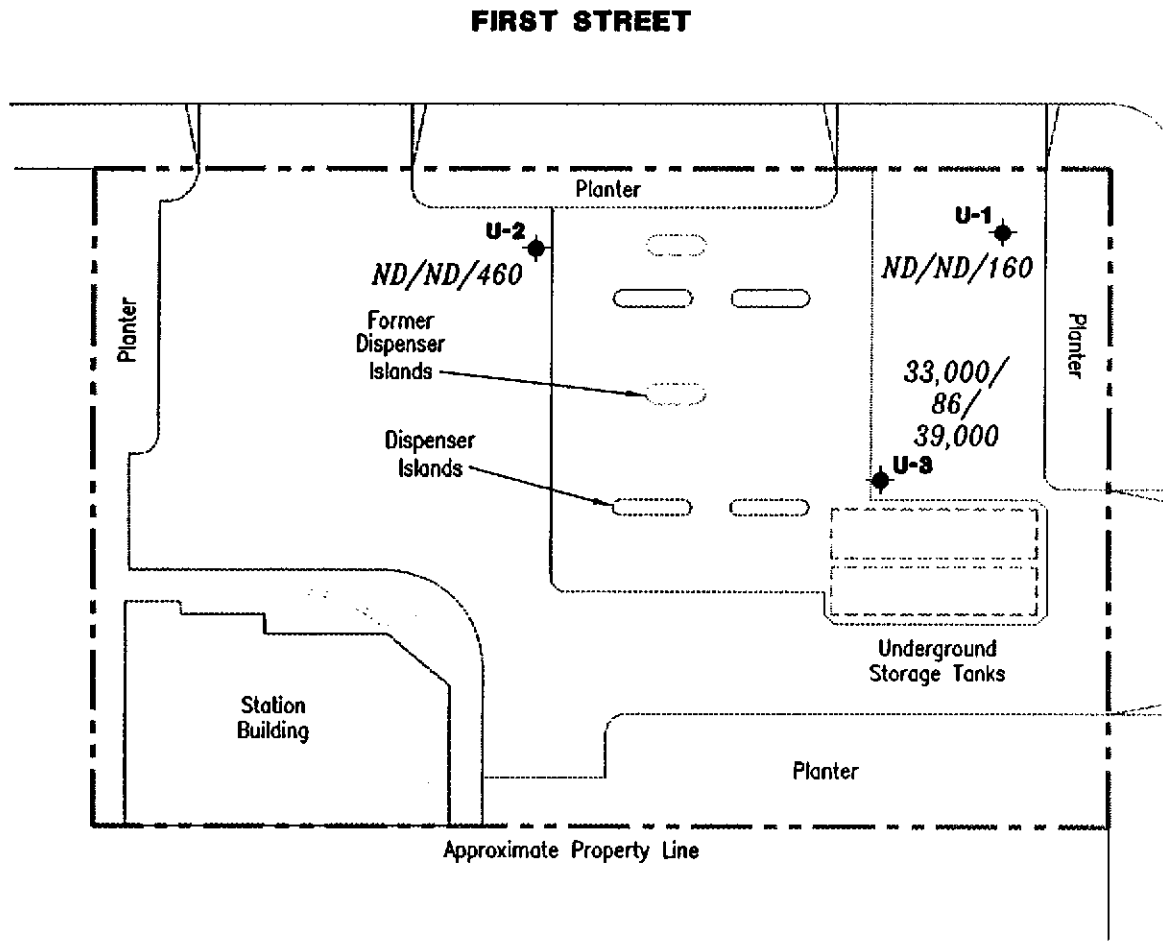 FIRST STREET
Planter
U-2
U-1
ND/ND/460
ND/ND/160
Planter
Former
Dispenser
Islands
Planter
33,000/
86/
39,000
Dispenser
Islands
U-3
Underground
Storage Tanks
Station
Building
Planter
Approximate Property Line